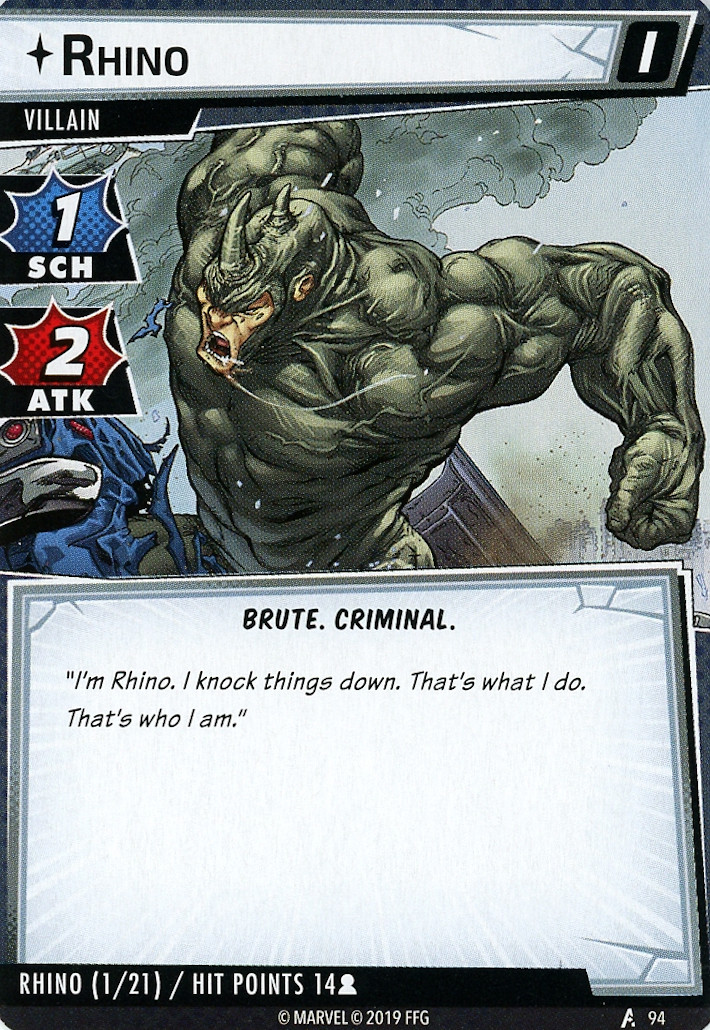 RHINO
I
VILLAIN
1
SCH
2
ATK
BRUTE. CRIMINAL.
"I'm Rhino. I knock things down. That's what I do.
That's who I am."
RHINO (1/21) / HIT POINTS 14
© MARVEL © 2019 FFG
94